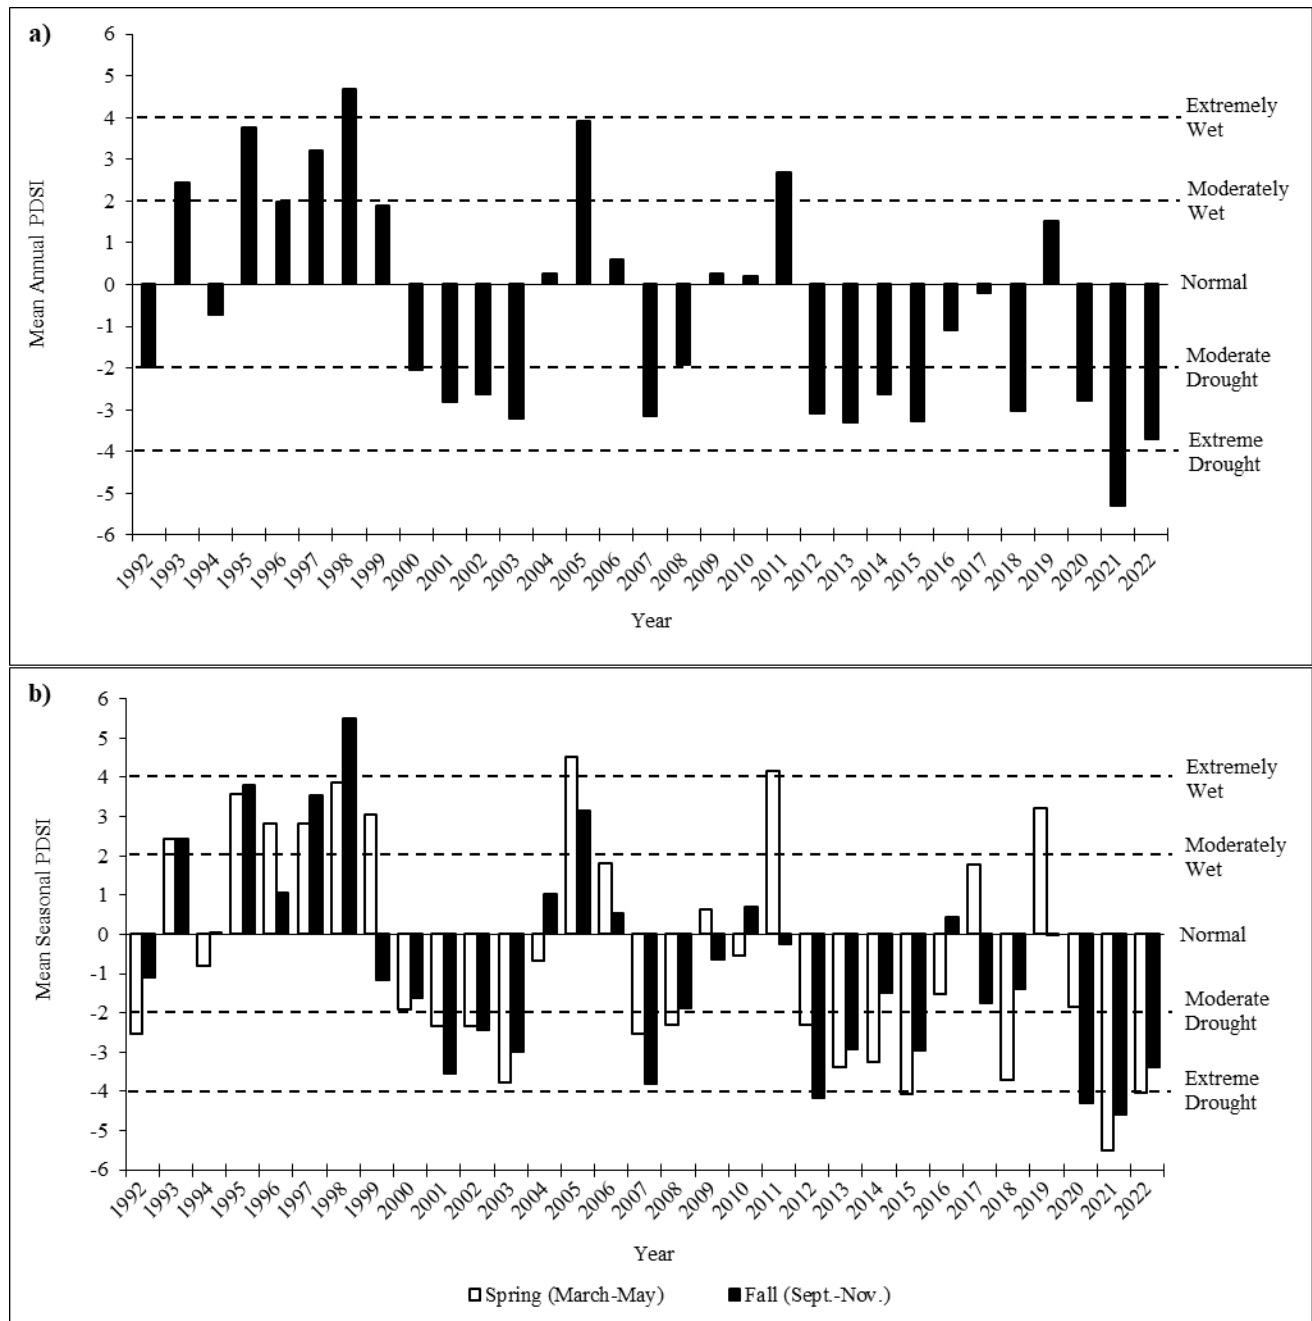 a)
6
5
4
3
2
1
0
-1
-2
-3
-4
-5
-6
Mean Annual PDSI
Extremely
Wet
Moderately
Wet
Normal
Moderate
Drought
Extreme
Drought
1992 1993 1994 1995 1996 1997 1998 1999 2000 2001 2002 2003 2004 2005 2006 2007 2008 2009 2010 2011 2012 2013 2014 2015 2016 2017 2018 2019 2020 2021 2022
Year
b)
6
5
4
3
2
1
0
-1
-2
-3
-4
-5
-6
Mean Seasonal PDSI
Extremely
Wet
Moderately
Wet
Normal
Moderate
Drought
Extreme
Drought
1992 1993 1994 1995 1996 1997 1998 1999 2000 2001 2002 2003 2004 2005 2006 2007 2008 2009 2010 2011 2012 2013 2014 2015 2016 2017 2018 2019 2020 2021 2022
Year
Spring (March-May) Fall (Sept.-Nov.)